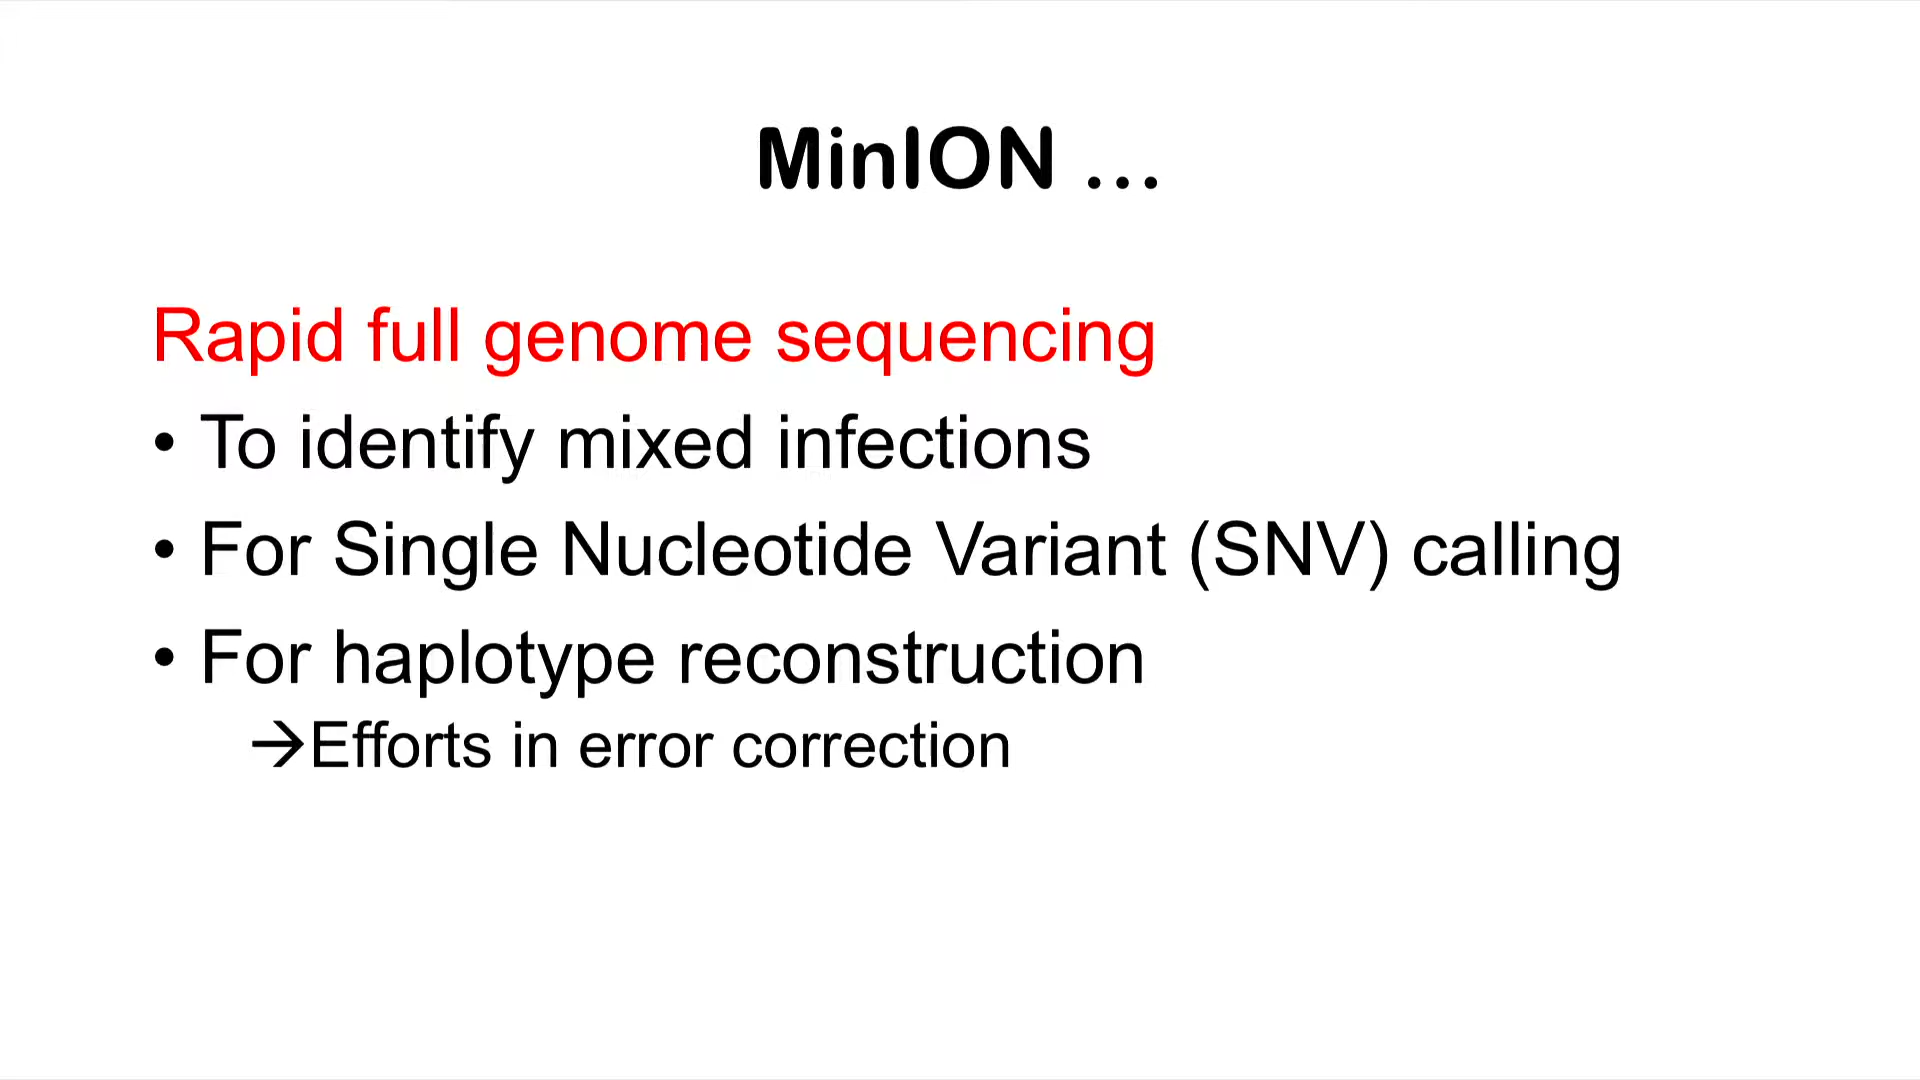 MinION ...
Rapid full genome sequencing
• To identify mixed infections
• For Single Nucleotide Variant (SNV) calling
• For haplotype reconstruction
→Efforts in error correction